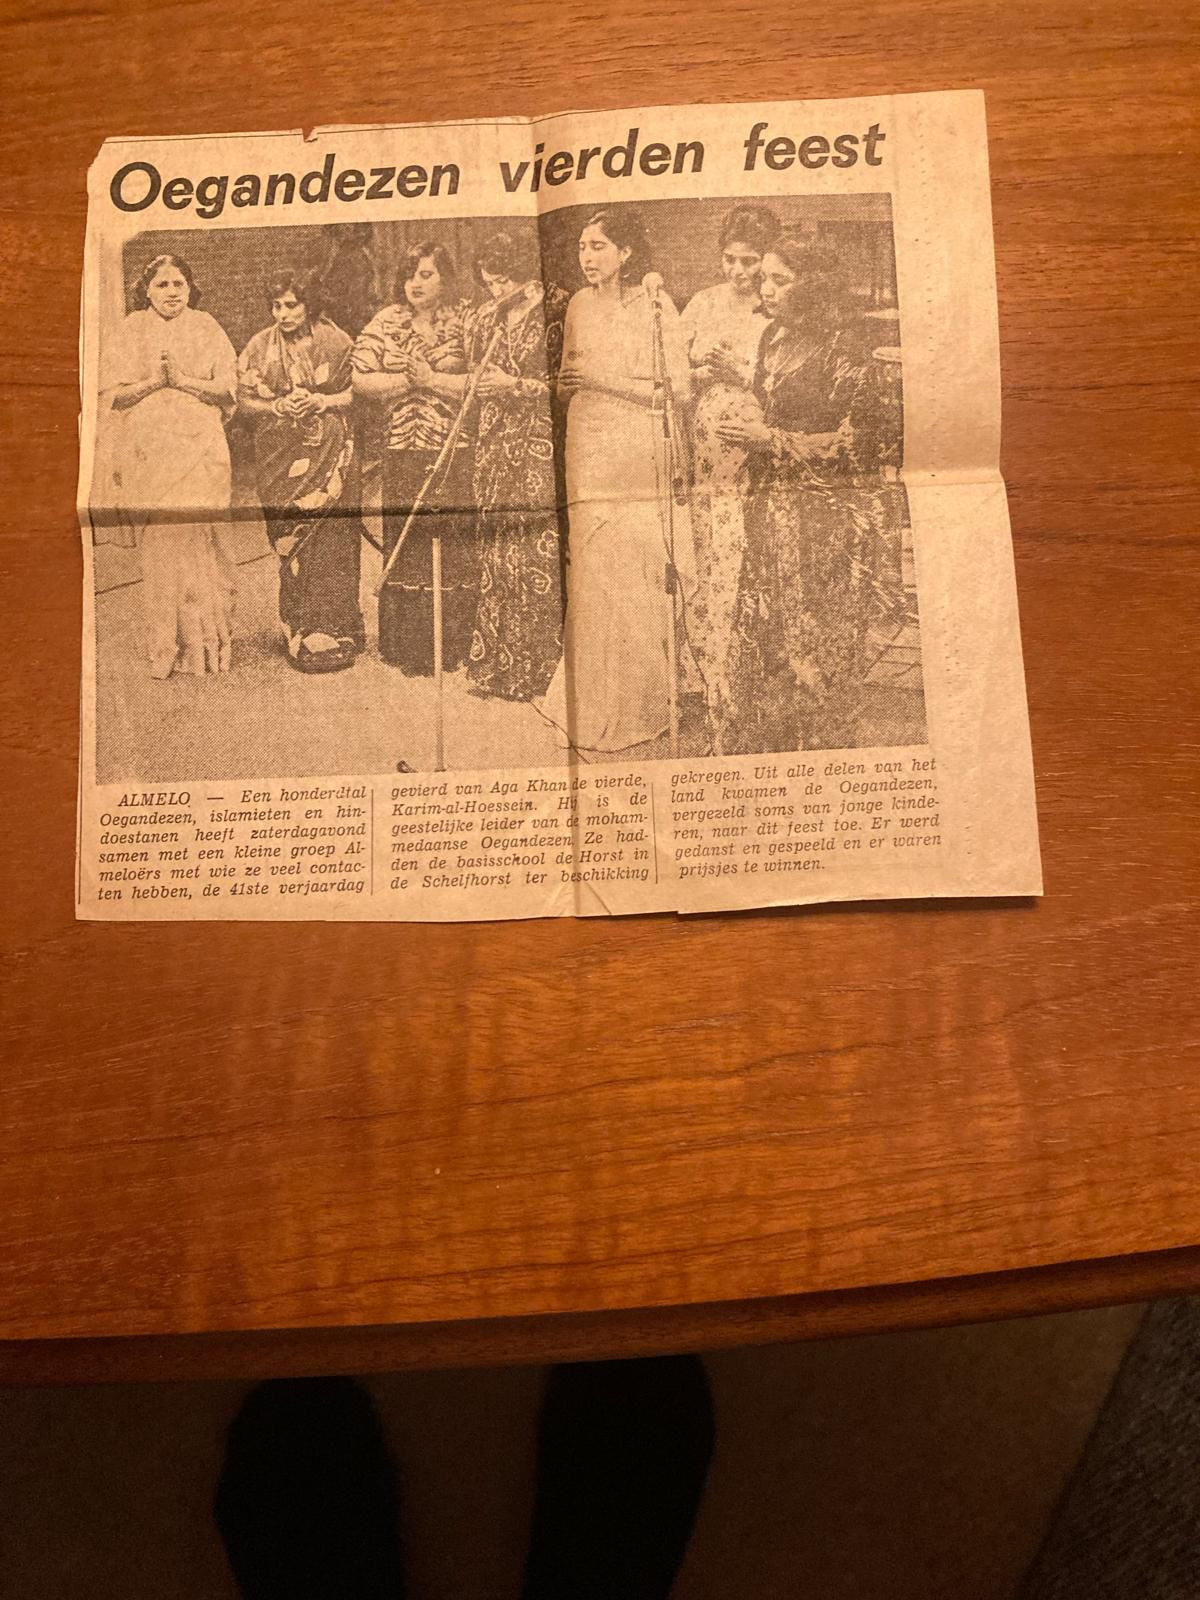 Oegandezen vierden feest
ALMELO — Een honderdtal
Oegandezen, islamieten en hin-
doestanen heeft zaterdagavond
samen met een kleine groep Al-
meloërs met wie ze veel contac-
ten hebben, de 41ste verjaardag
gevierd van Aga Khan de vierde,
Karim-al-Hoessein. Hij is de
geestelijke leider van de moham-
medaanse Oegandezen. Ze had-
den de basisschool de Horst in
de Schelfhorst ter beschikking
gekregen. Uit alle delen van het
land kwamen de Oegandezen,
vergezeld soms van jonge kinde-
ren, naar dit feest toe. Er werd
gedanst en gespeeld en er waren
prijsjes te winnen.